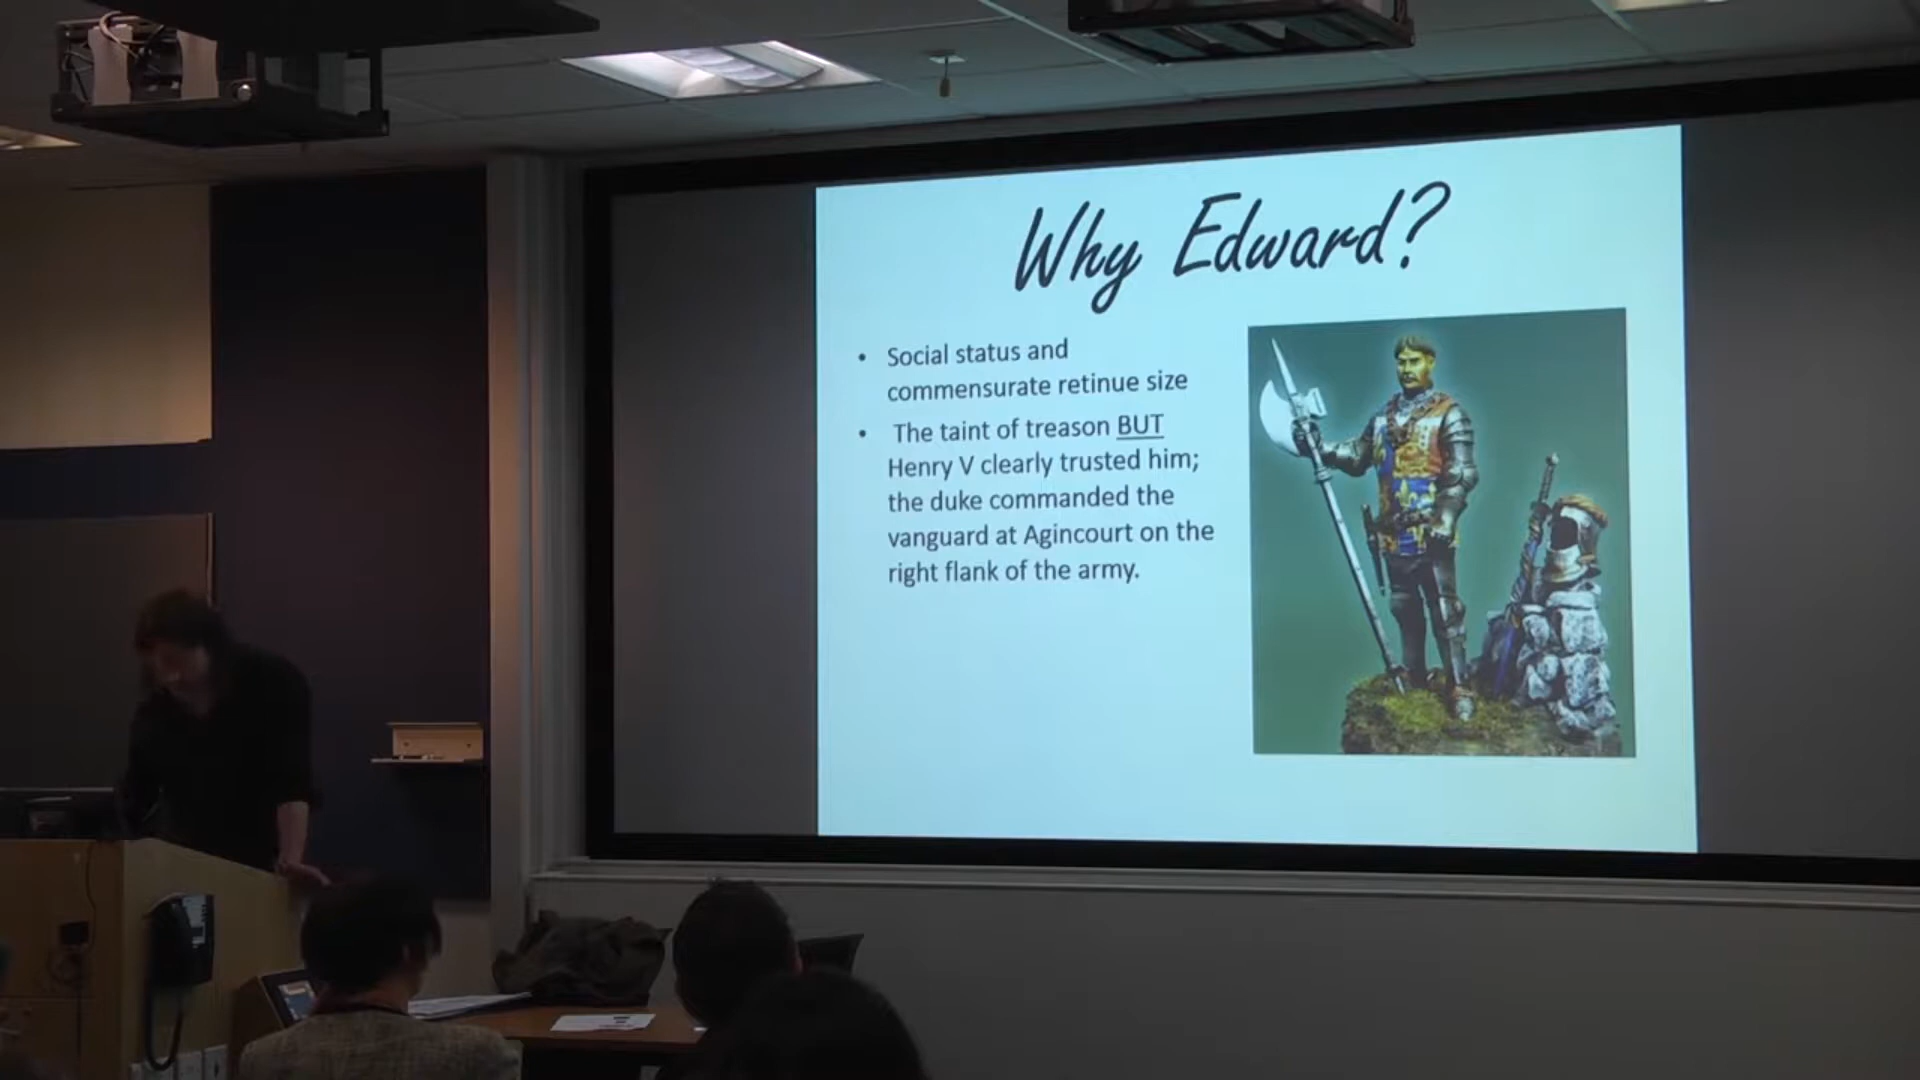 Why Edward?
• Social status and
commensurate retinue size
• The taint of treason BUT
Henry V clearly trusted him;
the duke commanded the
vanguard at Agincourt on the
right flank of the army.